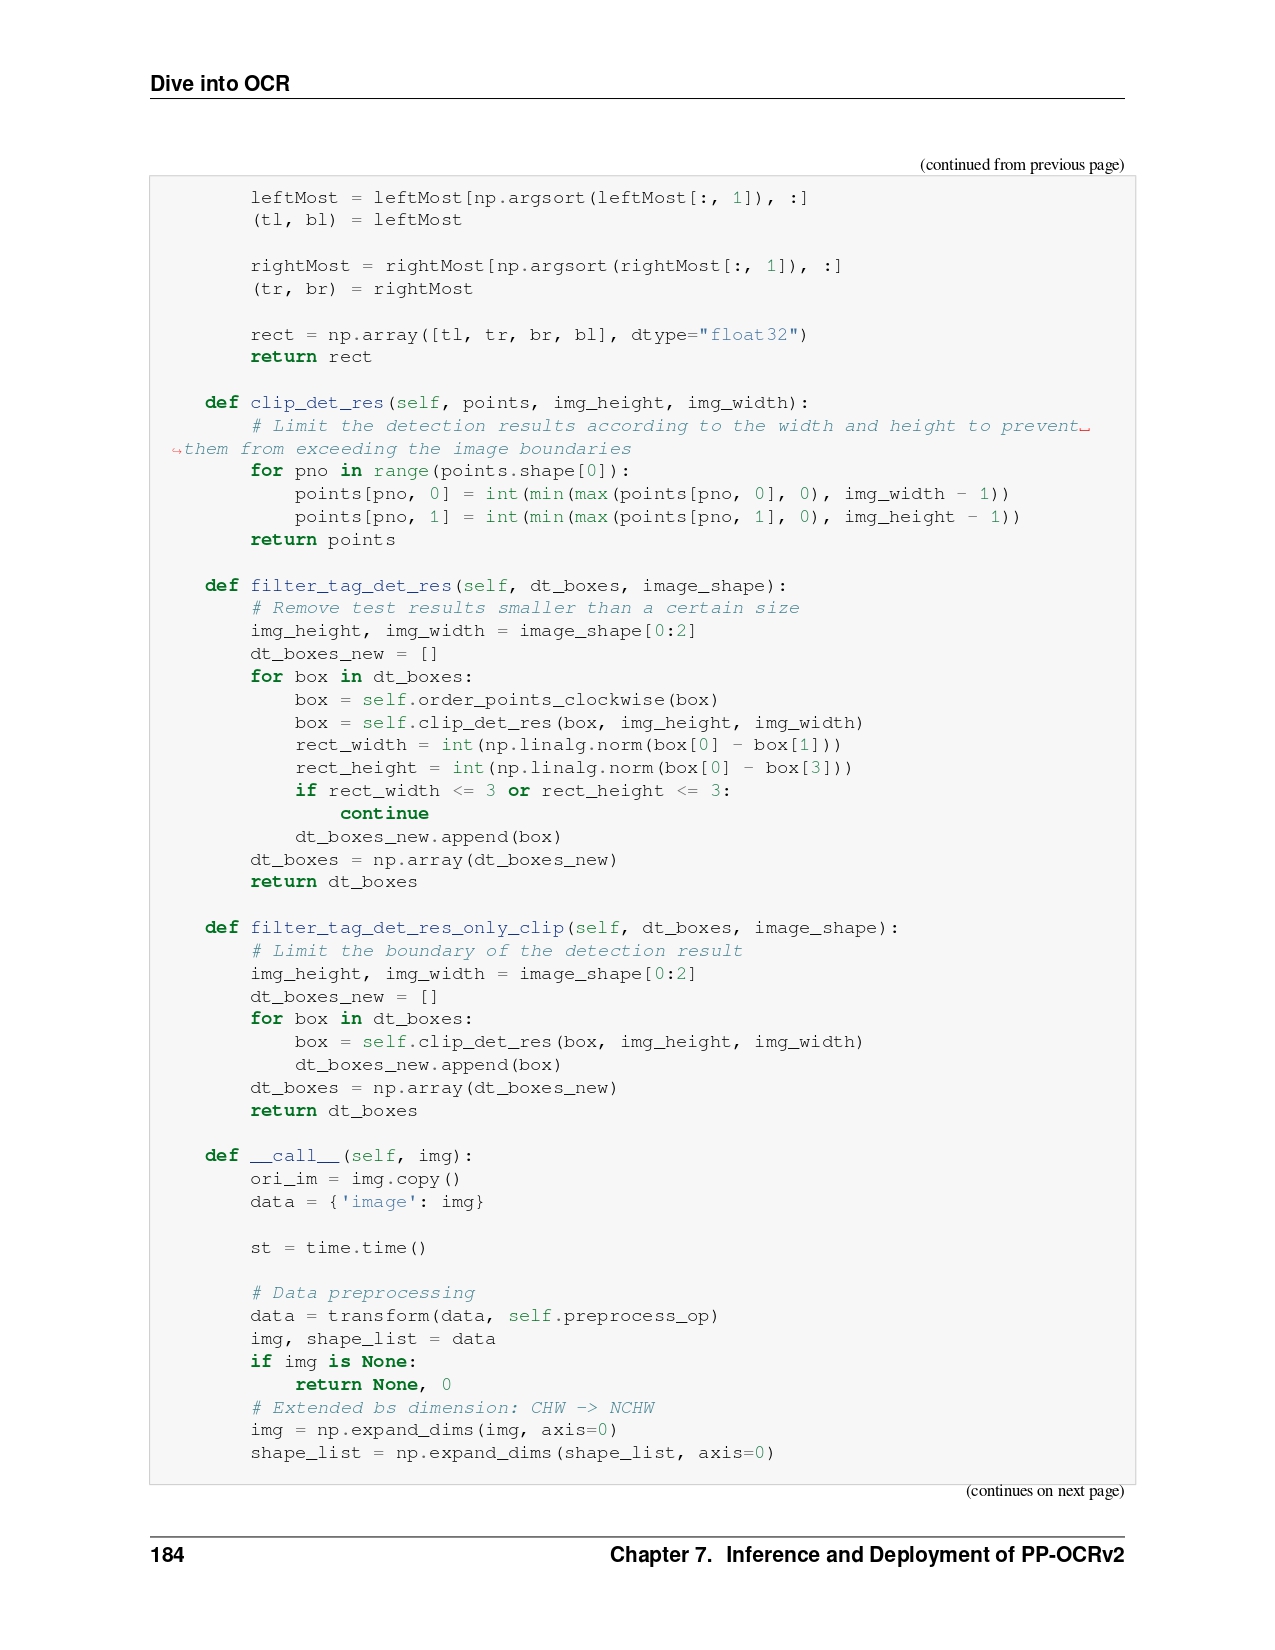 Dive into OCR
(continued from previous page)
        leftMost = leftMost[np.argsort(leftMost[:, 1]), :]
        (tl, bl) = leftMost

        rightMost = rightMost[np.argsort(rightMost[:, 1]), :]
        (tr, br) = rightMost

        rect = np.array([tl, tr, br, bl], dtype="float32")
        return rect

    def clip_det_res(self, points, img_height, img_width):
        # Limit the detection results according to the width and height to prevent␣
↪them from exceeding the image boundaries
        for pno in range(points.shape[0]):
            points[pno, 0] = int(min(max(points[pno, 0], 0), img_width - 1))
            points[pno, 1] = int(min(max(points[pno, 1], 0), img_height - 1))
        return points

    def filter_tag_det_res(self, dt_boxes, image_shape):
        # Remove test results smaller than a certain size
        img_height, img_width = image_shape[0:2]
        dt_boxes_new = []
        for box in dt_boxes:
            box = self.order_points_clockwise(box)
            box = self.clip_det_res(box, img_height, img_width)
            rect_width = int(np.linalg.norm(box[0] - box[1]))
            rect_height = int(np.linalg.norm(box[0] - box[3]))
            if rect_width <= 3 or rect_height <= 3:
                continue
            dt_boxes_new.append(box)
        dt_boxes = np.array(dt_boxes_new)
        return dt_boxes

    def filter_tag_det_res_only_clip(self, dt_boxes, image_shape):
        # Limit the boundary of the detection result
        img_height, img_width = image_shape[0:2]
        dt_boxes_new = []
        for box in dt_boxes:
            box = self.clip_det_res(box, img_height, img_width)
            dt_boxes_new.append(box)
        dt_boxes = np.array(dt_boxes_new)
        return dt_boxes

    def __call__(self, img):
        ori_im = img.copy()
        data = {'image': img}

        st = time.time()

        # Data preprocessing
        data = transform(data, self.preprocess_op)
        img, shape_list = data
        if img is None:
            return None, 0
        # Extended bs dimension: CHW -> NCHW
        img = np.expand_dims(img, axis=0)
        shape_list = np.expand_dims(shape_list, axis=0)
(continues on next page)
184 Chapter 7. Inference and Deployment of PP-OCRv2